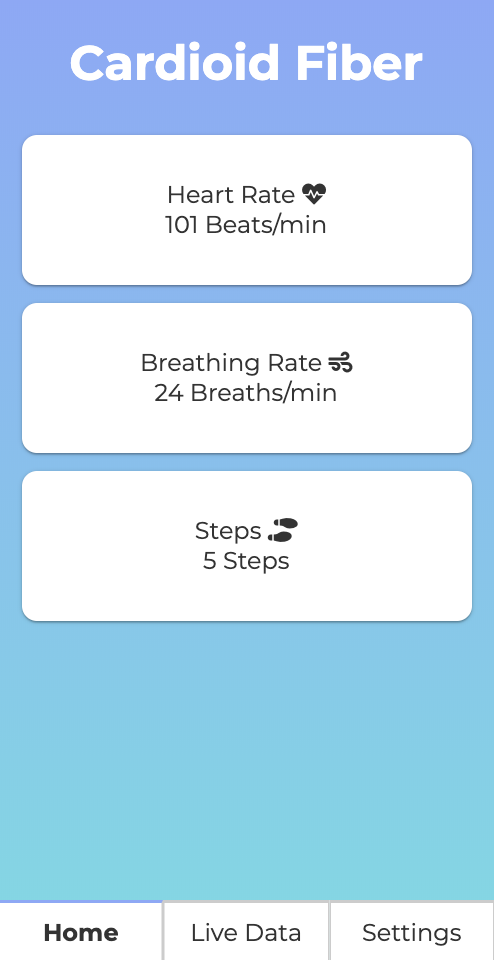 Cardioid Fiber
Heart Rate
101 Beats/min
Breathing Rate
24 Breaths/min
Steps
5 Steps
Home
Live Data
Settings